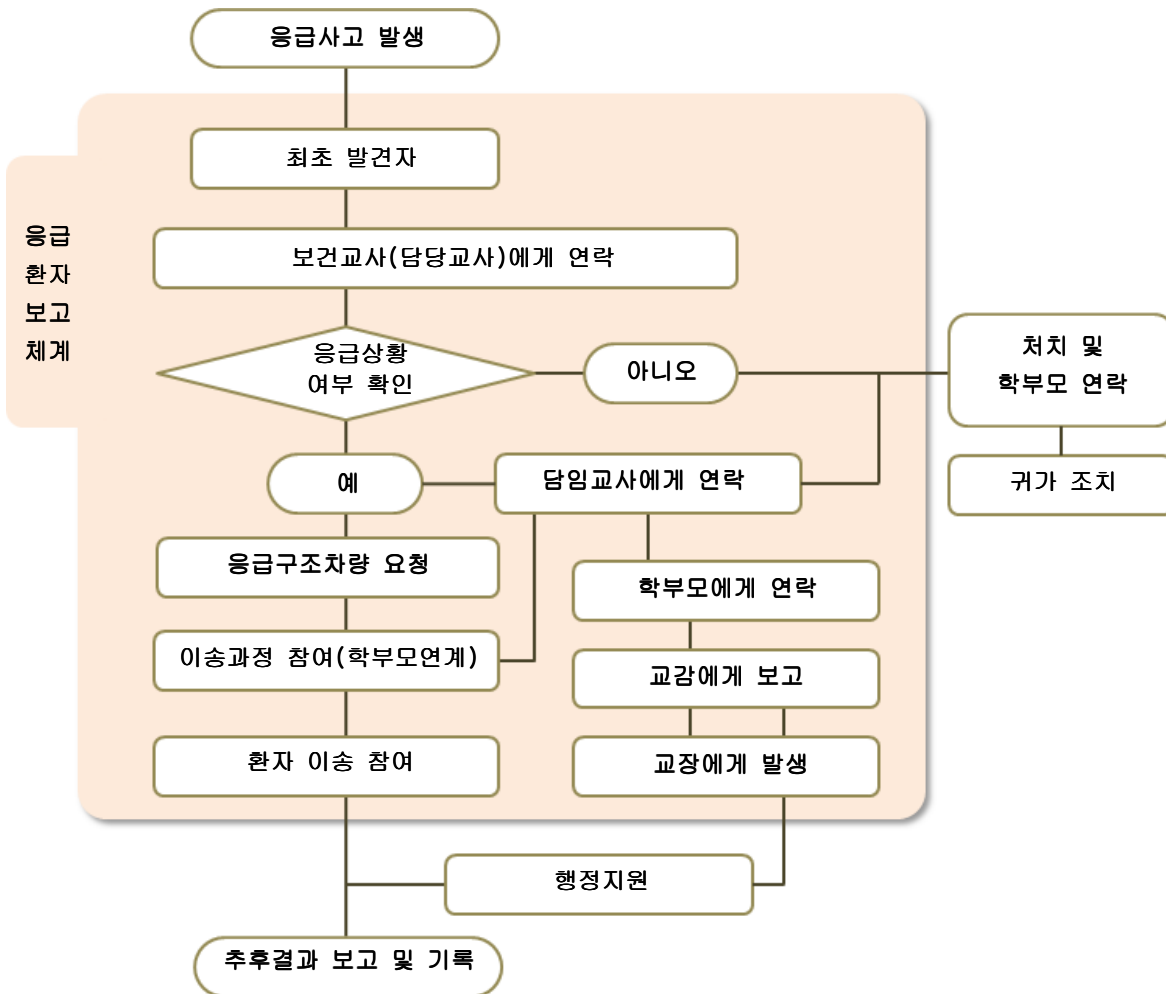 응급사고 발생
최초 발견자
보건교사(담당교사)에게 연락
응급
환자
보고
체계
응급상황
여부 확인
아니오
처치 및
학부모 연락
귀가 조치
예
담임교사에게 연락
응급구조차량 요청
학부모에게 연락
이송과정 참여(학부모연계)
교감에게 보고
환자 이송 참여
교장에게 발생
행정지원
추후결과 보고 및 기록